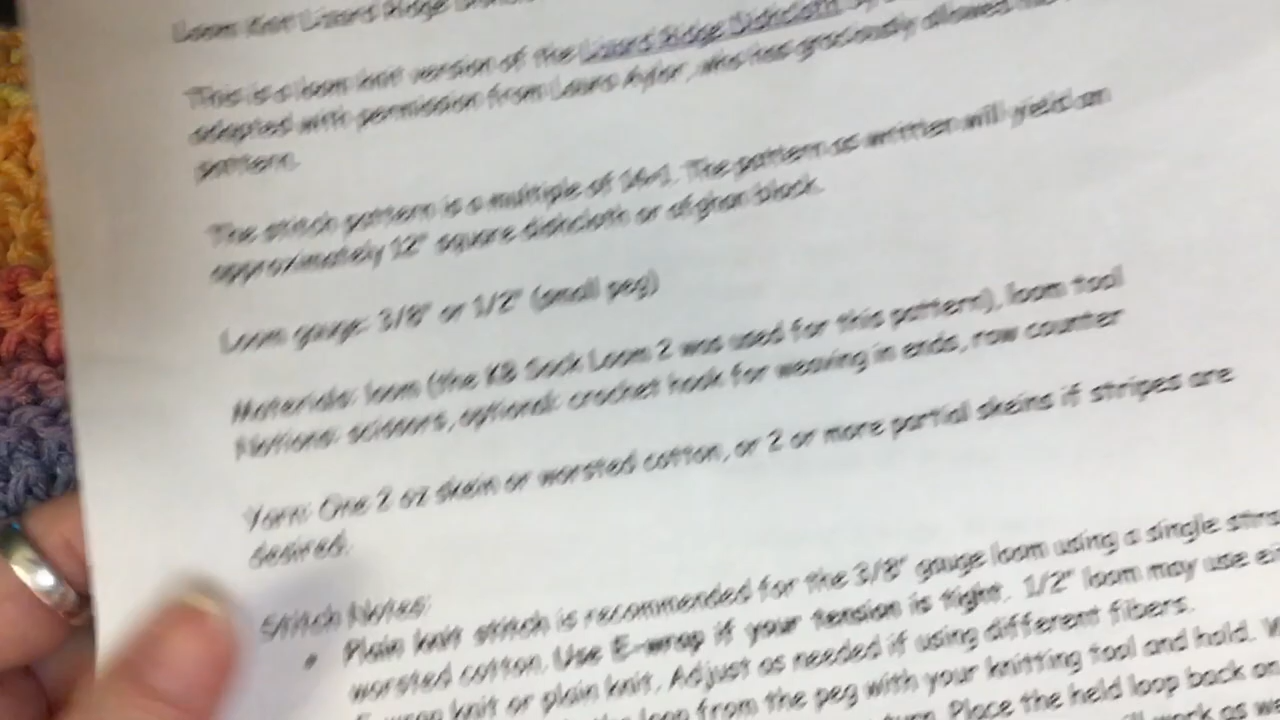 Loom Knit Lizard Ridge
This is a loom knit version of the Lizard Ridge Dishcloth by
adapted with permission from Laura Aylor, who has graciously allowed
pattern.
The stitch pattern is a multiple of 14+1. The pattern as written will yield an
approximately 12" square dishcloth or afghan block.
Loom gauge: 3/8" or 1/2" (small peg)
Materials: loom (the KB Sock Loom 2 was used for this pattern), loom tool
Notions: scissors, optional: crochet hook for weaving in ends, row counter
Yarn: One 2 oz skein or worsted cotton, or 2 or more partial skeins if stripes are
desired.
Stitch Notes:
• Plain knit stitch is recommended for the 3/8" gauge loom using a single
worsted cotton. Use E-wrap if your tension is tight. 1/2" loom may use
E-wrap knit or plain knit. Adjust as needed if using different fibers.
the loop from the peg with your knitting tool and hold.
turn. Place the held loop back on
work as